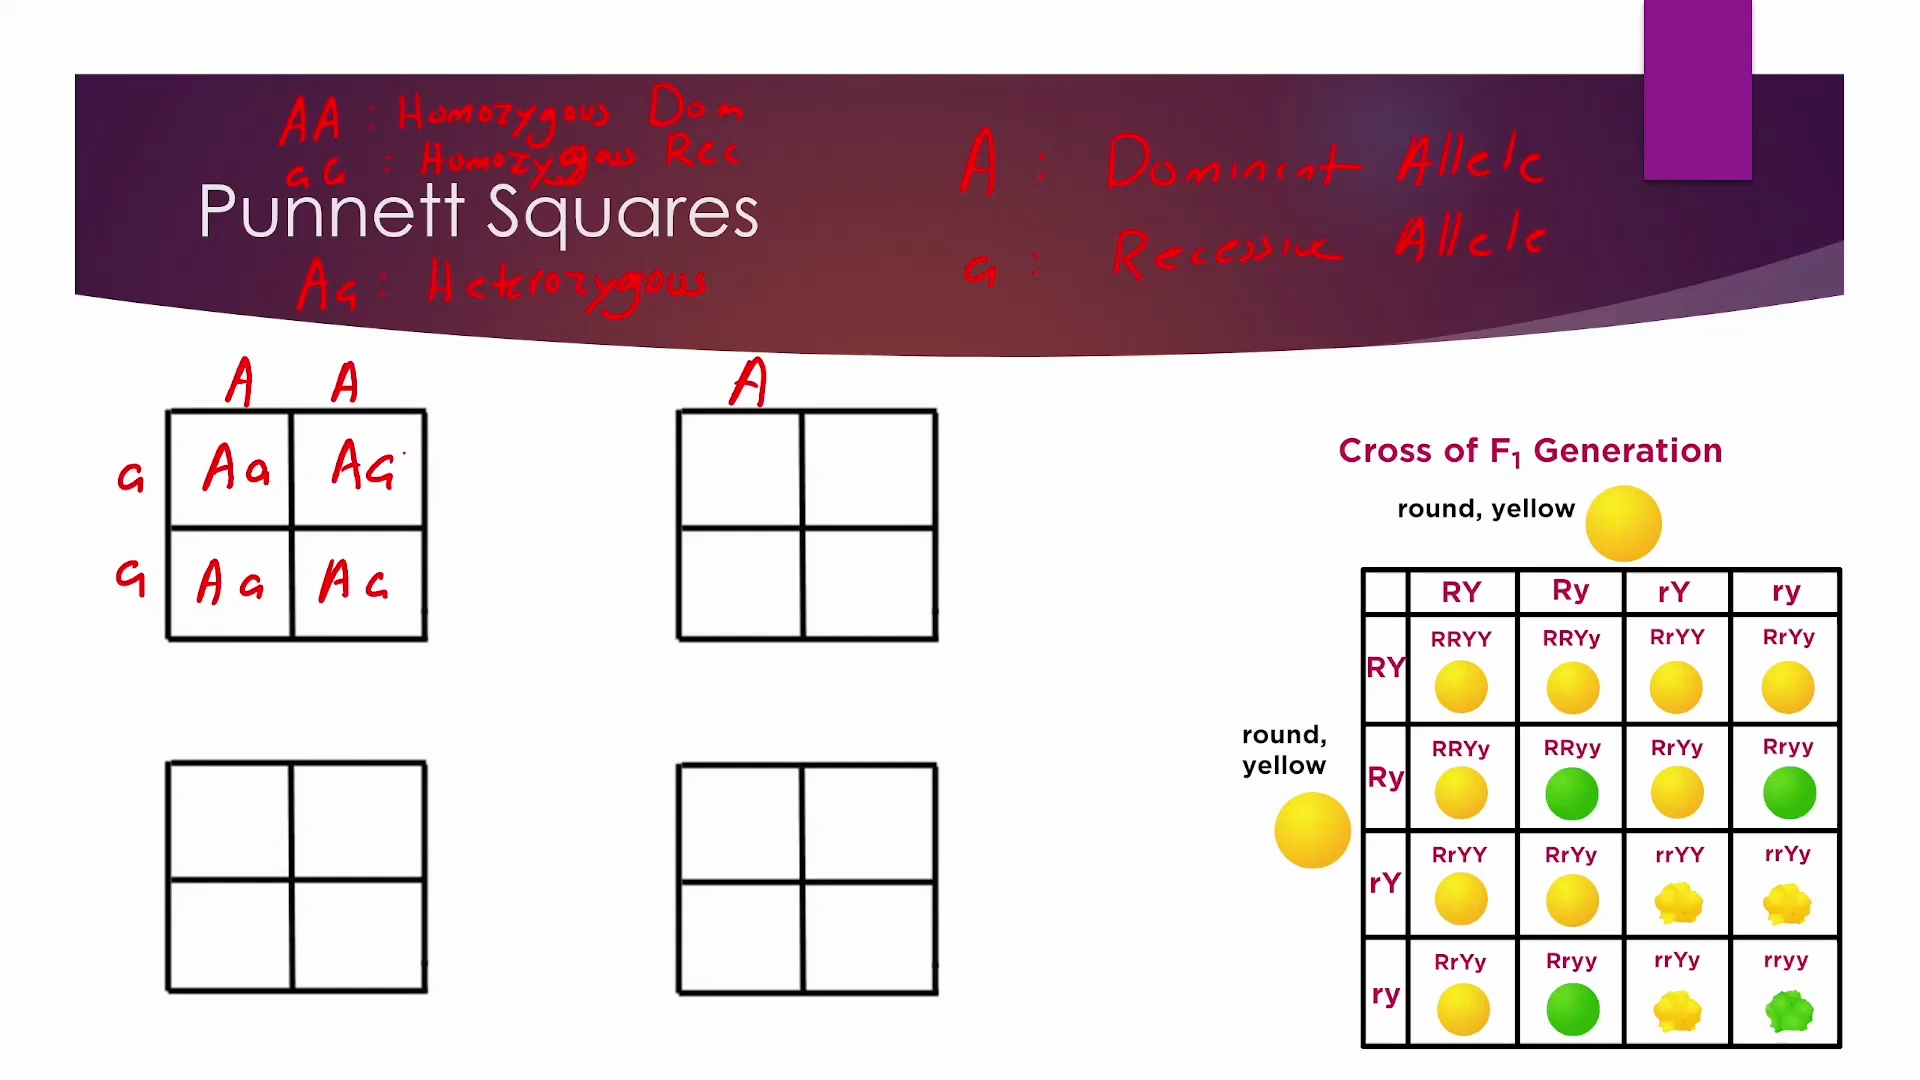 AA : Homozygous Dom
aa : Homozygous Rec
Punnett Squares
Aa : Heterozygous
A : Dominant Allele
a : Recessive Allele
A A
a Aa Aa
a Aa Aa
A
Cross of F₁ Generation
round, yellow
round,
yellow
RY Ry rY ry
RY RRYY RRYy RrYY RrYy
Ry RRYy RRyy RrYy Rryy
rY RrYY RrYy rrYY rrYy
ry RrYy Rryy rrYy rryy